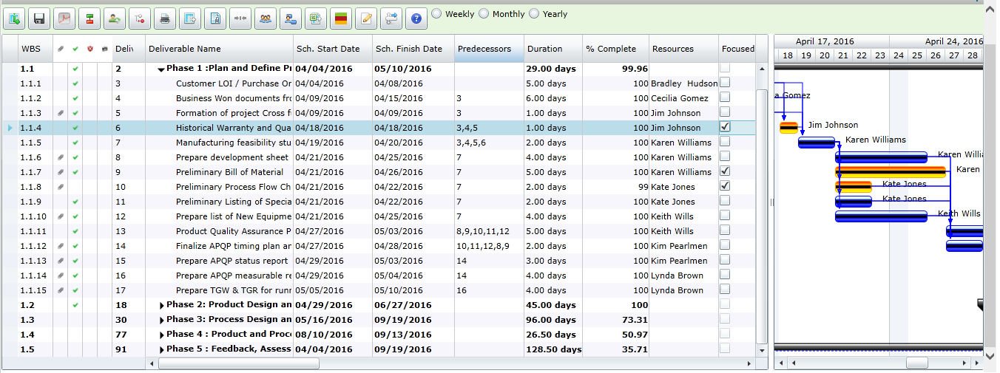 Weekly Monthly Yearly
WBS Deliv Deliverable Name Sch. Start Date Sch. Finish Date Predecessors Duration % Complete Resources Focused
1.1 2 Phase 1 :Plan and Define Pr 04/04/2016 05/10/2016 29.00 days 99.96
1.1.1 3 Customer LOI / Purchase Or 04/04/2016 04/08/2016 5.00 days 100 Bradley Hudson
1.1.2 4 Business Won documents fro 04/09/2016 04/15/2016 3 6.00 days 100 Cecilia Gomez
1.1.3 5 Formation of project Cross f 04/09/2016 04/09/2016 3 1.00 days 100 Jim Johnson
1.1.4 6 Historical Warranty and Qua 04/18/2016 04/18/2016 3,4,5 1.00 days 100 Jim Johnson
1.1.5 7 Manufacturing feasibility stu 04/19/2016 04/20/2016 3,4,5,6 2.00 days 100 Karen Williams
1.1.6 8 Prepare development sheet 04/21/2016 04/25/2016 7 4.00 days 100 Karen Williams
1.1.7 9 Preliminary Bill of Material 04/21/2016 04/26/2016 7 5.00 days 100 Karen Williams
1.1.8 10 Preliminary Process Flow Ch 04/21/2016 04/22/2016 7 2.00 days 99 Kate Jones
1.1.9 11 Preliminary Listing of Specia 04/21/2016 04/22/2016 7 2.00 days 100 Kate Jones
1.1.10 12 Prepare list of New Equipme 04/21/2016 04/25/2016 7 4.00 days 100 Keith Wills
1.1.11 13 Product Quality Assurance P 04/27/2016 05/03/2016 8,9,10,11,12 5.00 days 100 Keith Wills
1.1.12 14 Finalize APQP timing plan ar 04/27/2016 04/28/2016 10,11,12,8,9 2.00 days 100 Kim Pearlmen
1.1.13 15 Prepare APQP status report 04/29/2016 05/03/2016 14 3.00 days 100 Kim Pearlmen
1.1.14 16 Prepare APQP measurable re 04/29/2016 05/04/2016 14 4.00 days 100 Lynda Brown
1.1.15 17 Prepare TGW & TGR for runr 05/05/2016 05/10/2016 16 4.00 days 100 Lynda Brown
1.2 18 Phase 2: Product Design an 04/29/2016 06/27/2016 45.00 days 100
1.3 30 Phase 3: Process Design an 05/16/2016 09/19/2016 96.00 days 73.31
1.4 77 Phase 4 : Product and Proc 08/10/2016 09/13/2016 26.50 days 50.97
1.5 91 Phase 5 : Feedback, Assess 04/04/2016 09/19/2016 128.50 days 35.71
April 17, 2016 April 24, 2016
18 19 20 21 22 23 24 25 26 27 28
a Gomez
Jim Johnson
Karen Williams
Karen Willia
Karen
Kate Jones
Kate Jones
Keith Wills